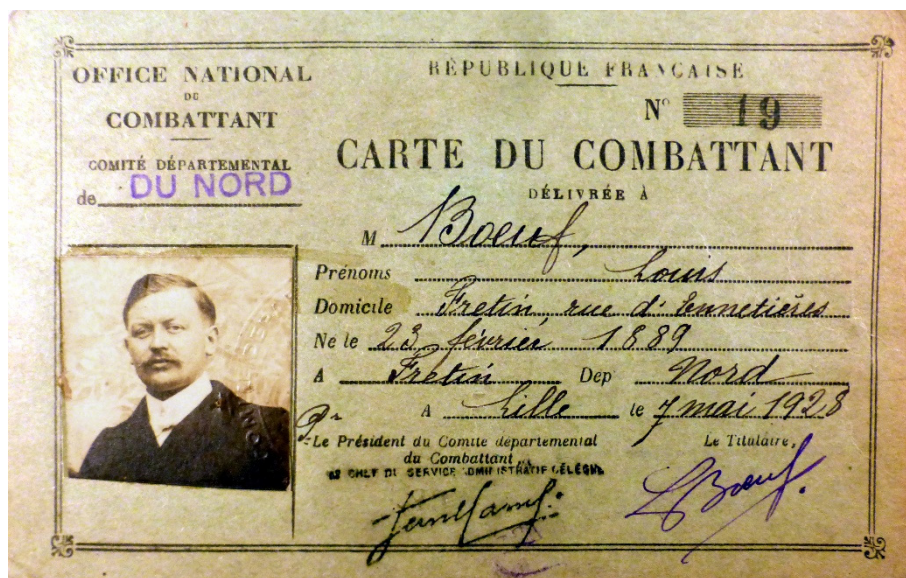 OFFICE NATIONAL
DU
COMBATTANT
COMITÉ DÉPARTEMENTAL
de DU NORD
RÉPUBLIQUE FRANÇAISE
N° 19
CARTE DU COMBATTANT
DÉLIVRÉE À
M Boeuf,
Prénoms Louis
Domicile Fretin, rue d'Ennetières
Né le 23 février 1889
A Fretin Dep Nord
A Lille le 7 mai 1928
Le Président du Comité départemental
du Combattant
LE CHEF DE SERVICE ADMINISTRATIF DÉLÉGUÉ
Le Titulaire,
L Boeuf.